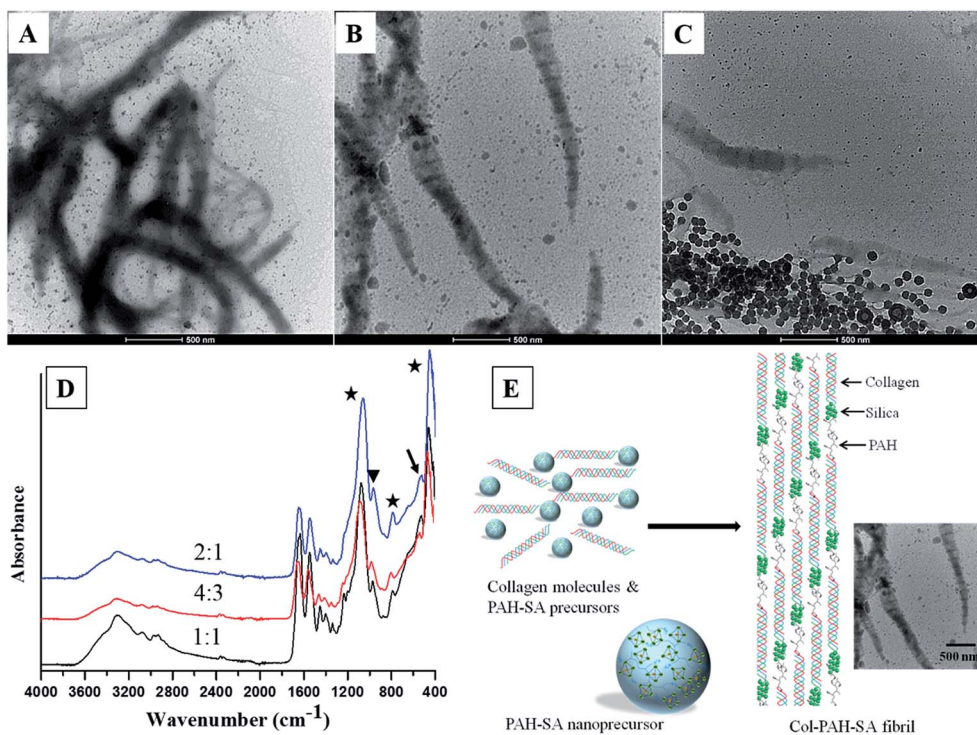 A
B
C
500 nm
500 nm
500 nm
D
Absorbance
2:1
4:3
1:1
4000 3600 3200 2800 2400 2000 1600 1200 800 400
Wavenumber (cm-1)
E
Collagen molecules &
PAH-SA precursors
PAH-SA nanoprecursor
Collagen
Silica
PAH
500 nm
Col-PAH-SA fibril